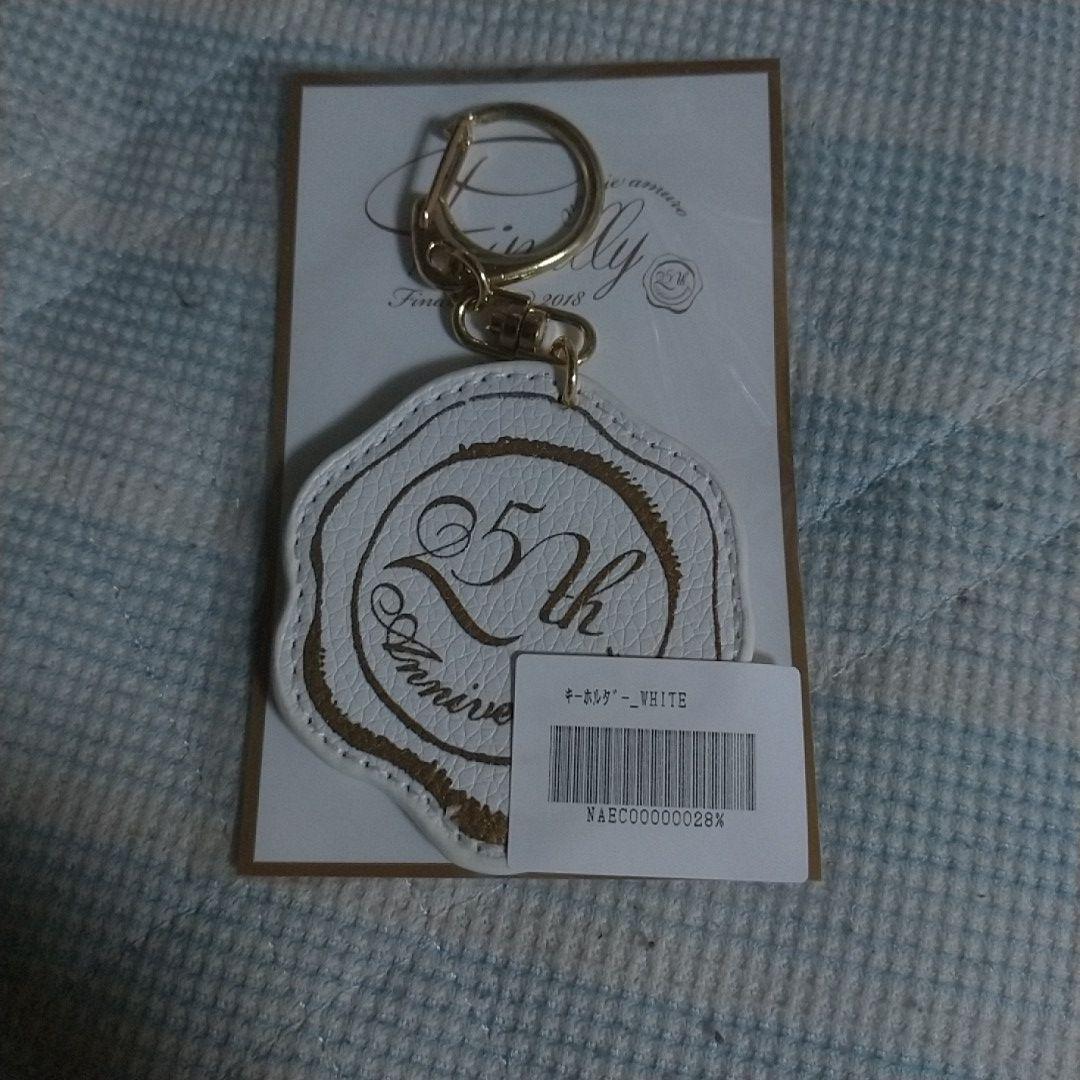 ie amuro
Finally
25th
Fina 2018
25th
Annive
ｷｰﾎﾙﾀﾞｰ_WHITE
NAEC00000028%